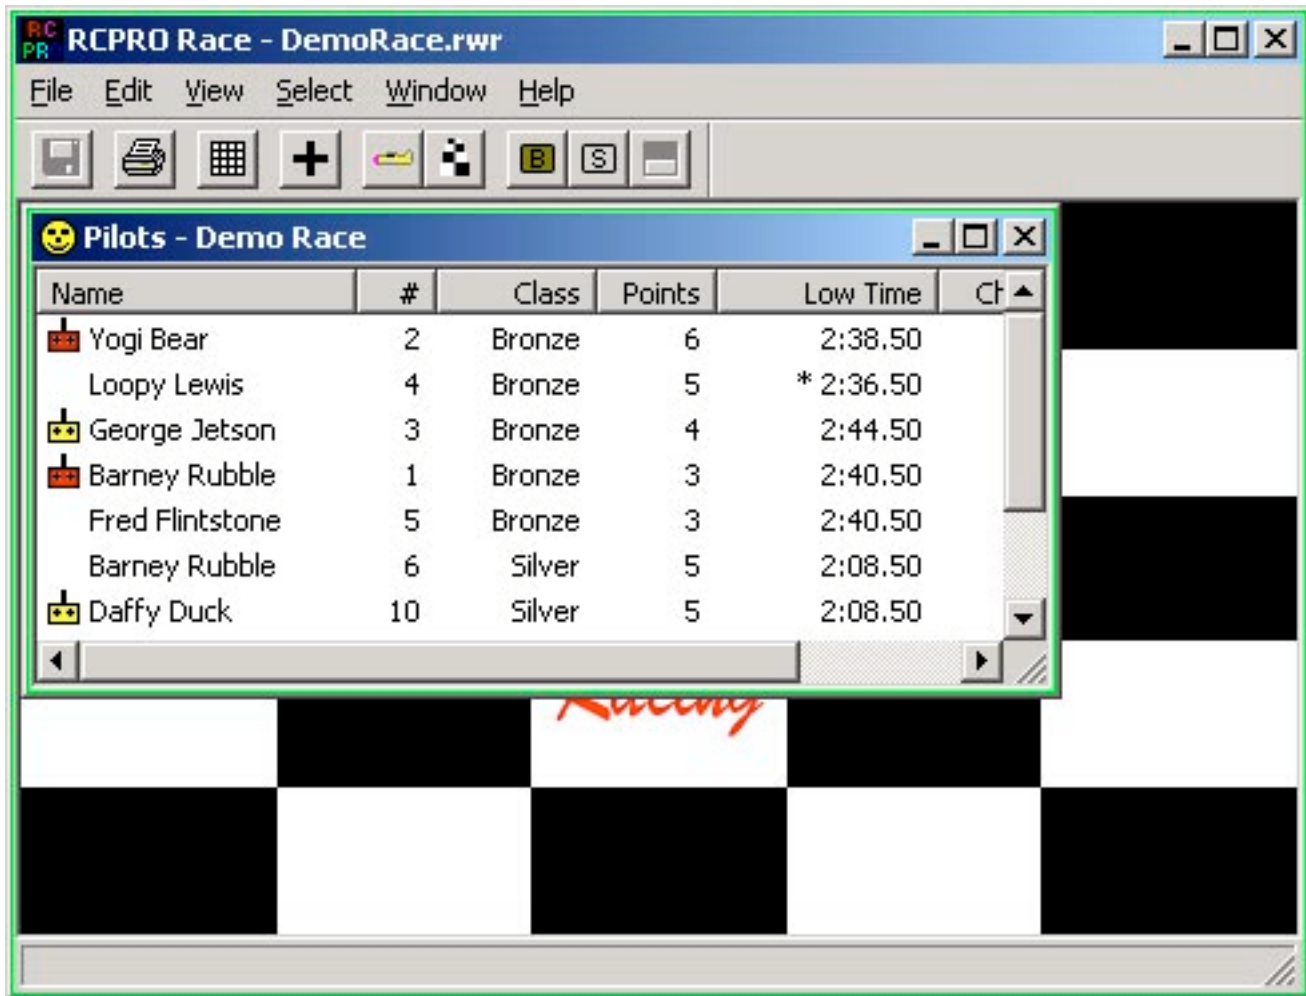 RC PR RCPRO Race - DemoRace.rwr
File Edit View Select Window Help
B S
Pilots - Demo Race
Name # Class Points Low Time
Yogi Bear 2 Bronze 6 2:38.50
Loopy Lewis 4 Bronze 5 * 2:36.50
George Jetson 3 Bronze 4 2:44.50
Barney Rubble 1 Bronze 3 2:40.50
Fred Flintstone 5 Bronze 3 2:40.50
Barney Rubble 6 Silver 5 2:08.50
Daffy Duck 10 Silver 5 2:08.50
Racing